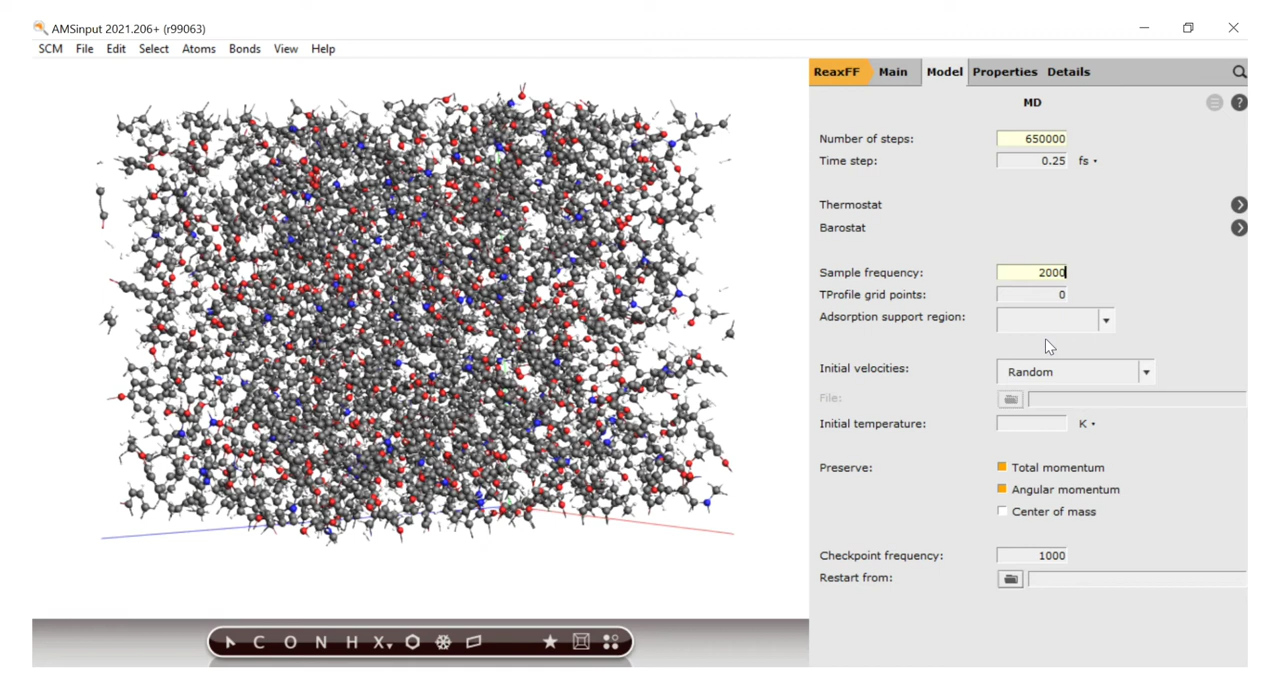 AMSinput 2021.206+ (r99063)
SCM File Edit Select Atoms Bonds View Help
ReaxFF Main Model Properties Details
MD
Number of steps: 650000
Time step: 0.25 fs
Thermostat
Barostat
Sample frequency: 2000
TProfile grid points: 0
Adsorption support region:
Initial velocities: Random
File:
Initial temperature: K
Preserve: Total momentum
Angular momentum
Center of mass
Checkpoint frequency: 1000
Restart from:
C O N H X